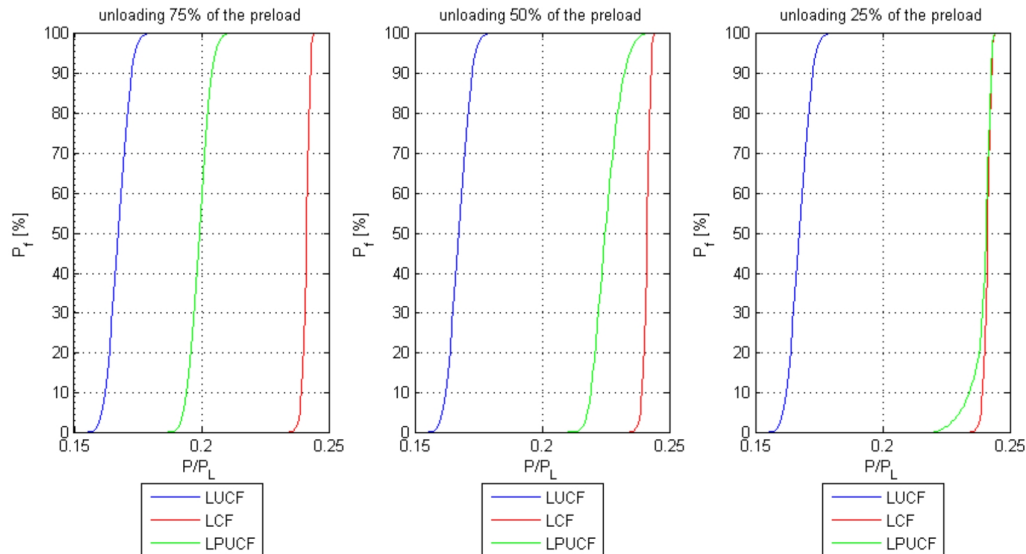 unloading 75% of the preload
100
90
80
70
60
50
40
30
20
10
0
P_f [%]
0.15
0.2
0.25
P/P_L
LUCF
LCF
LPUCF
unloading 50% of the preload
100
90
80
70
60
50
40
30
20
10
0
P_f [%]
0.15
0.2
0.25
P/P_L
LUCF
LCF
LPUCF
unloading 25% of the preload
100
90
80
70
60
50
40
30
20
10
0
P_f [%]
0.15
0.2
0.25
P/P_L
LUCF
LCF
LPUCF